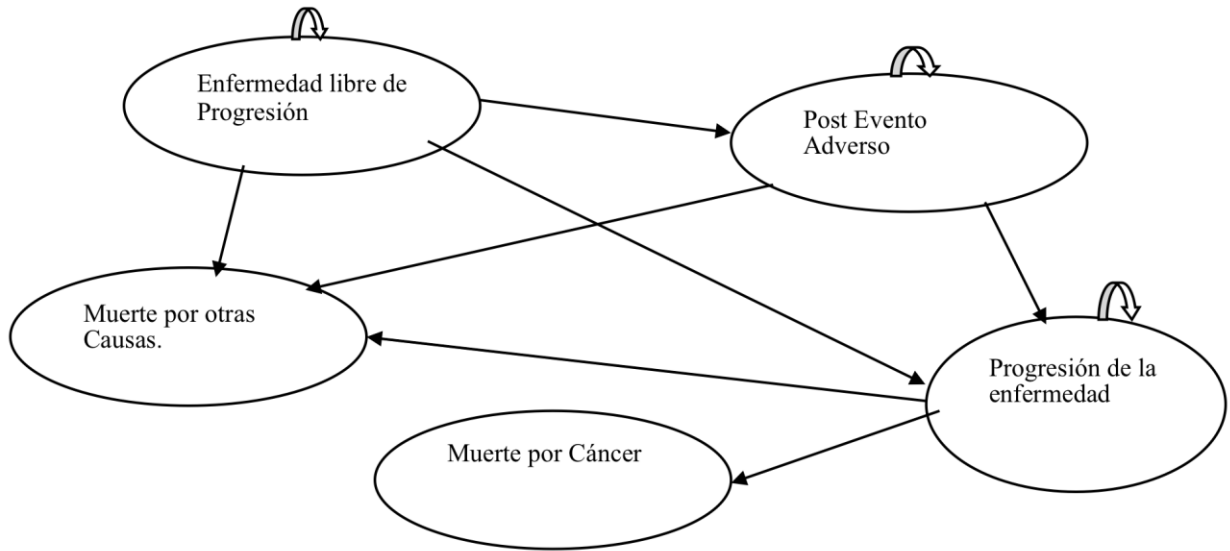 Enfermedad libre de
Progresión
Post Evento
Adverso
Muerte por otras
Causas.
Progresión de la
enfermedad
Muerte por Cáncer